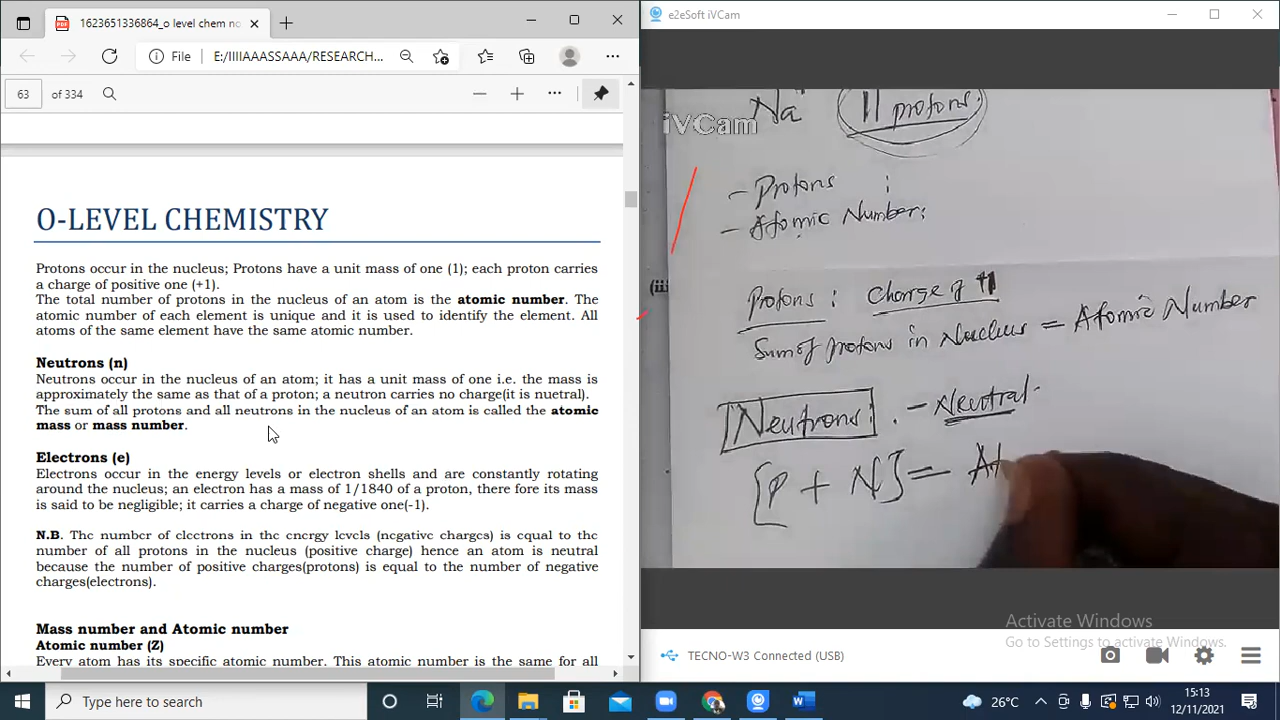 1623651336864_o level chem no
File
E:/IIIIAAASSAAA/RESEARCH...
63 of 334
O-LEVEL CHEMISTRY
Protons occur in the nucleus; Protons have a unit mass of one (1); each proton carries
a charge of positive one (+1).
The total number of protons in the nucleus of an atom is the atomic number. The
atomic number of each element is unique and it is used to identify the element. All
atoms of the same element have the same atomic number.
Neutrons (n)
Neutrons occur in the nucleus of an atom; it has a unit mass of one i.e. the mass is
approximately the same as that of a proton; a neutron carries no charge(it is nuetral).
The sum of all protons and all neutrons in the nucleus of an atom is called the atomic
mass or mass number.
Electrons (e)
Electrons occur in the energy levels or electron shells and are constantly rotating
around the nucleus; an electron has a mass of 1/1840 of a proton, there fore its mass
is said to be negligible; it carries a charge of negative one(-1).
N.B. The number of electrons in the energy levels (negative charges) is equal to the
number of all protons in the nucleus (positive charge) hence an atom is neutral
because the number of positive charges(protons) is equal to the number of negative
charges(electrons).
Mass number and Atomic number
Atomic number (Z)
Every atom has its specific atomic number. This atomic number is the same for all
e2eSoft iVCam
Na 11 protons.
iVCam
- Protons :
- Atomic Number:
(iii
Protons : Charge of +1
Sum of protons in Nucleus = Atomic Number
Neutrons: . - Neutral.
[P + N] = At
Activate Windows
Go to Settings to activate Windows.
TECNO-W3 Connected (USB)
Type here to search
26°C
15:13
12/11/2021